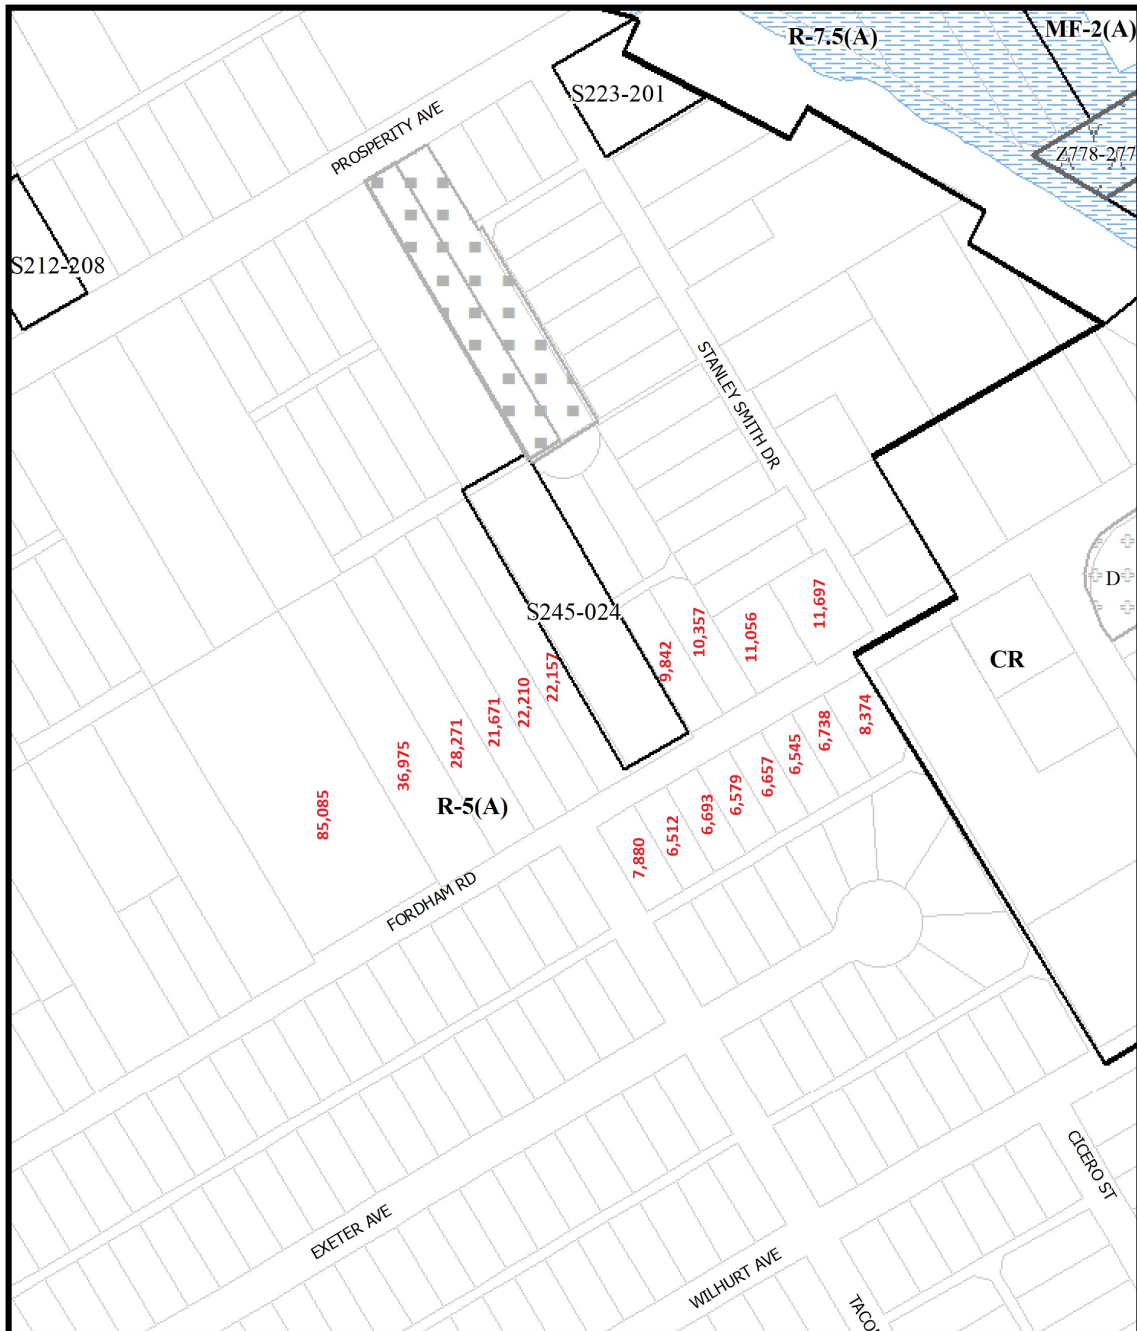 R-7.5(A)
MF-2(A)
S223-201
PROSPERITY AVE
Z778-277
S212-208
STANLEY SMITH DR
D
S245-024
11,697
10,357
11,056
9,842
CR
22,157
22,210
21,671
28,271
36,975
85,085
R-5(A)
8,374
6,738
6,545
6,657
6,579
6,693
6,512
7,880
FORDHAM RD
CICERO ST
EXETER AVE
WILHURT AVE